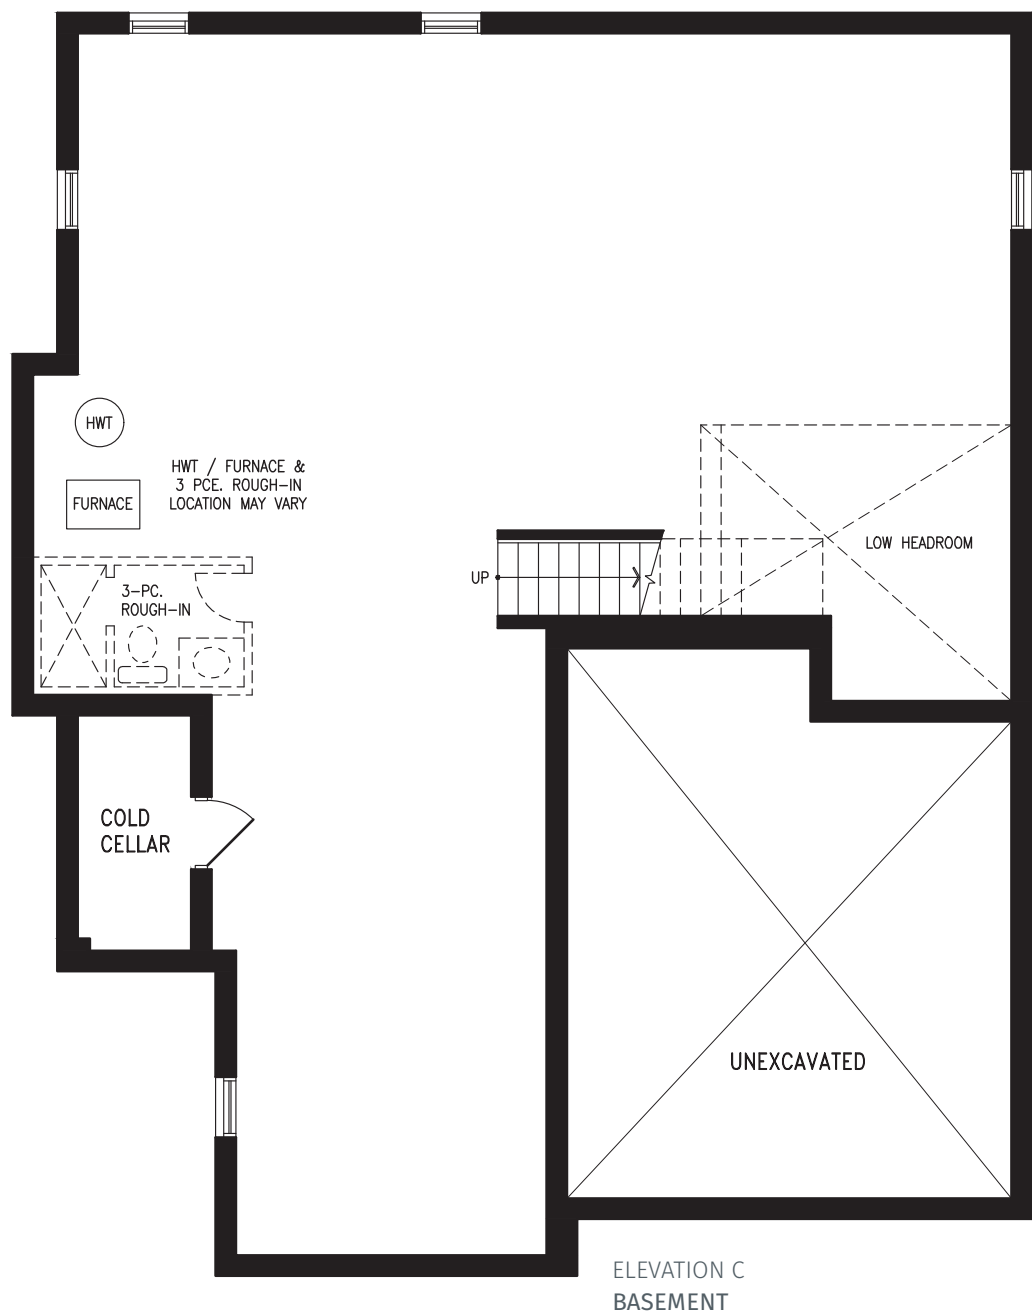 HWT
HWT / FURNACE &
3 PCE. ROUGH-IN
LOCATION MAY VARY
FURNACE
LOW HEADROOM
UP
3-PC.
ROUGH-IN
COLD
CELLAR
UNEXCAVATED
ELEVATION C
BASEMENT